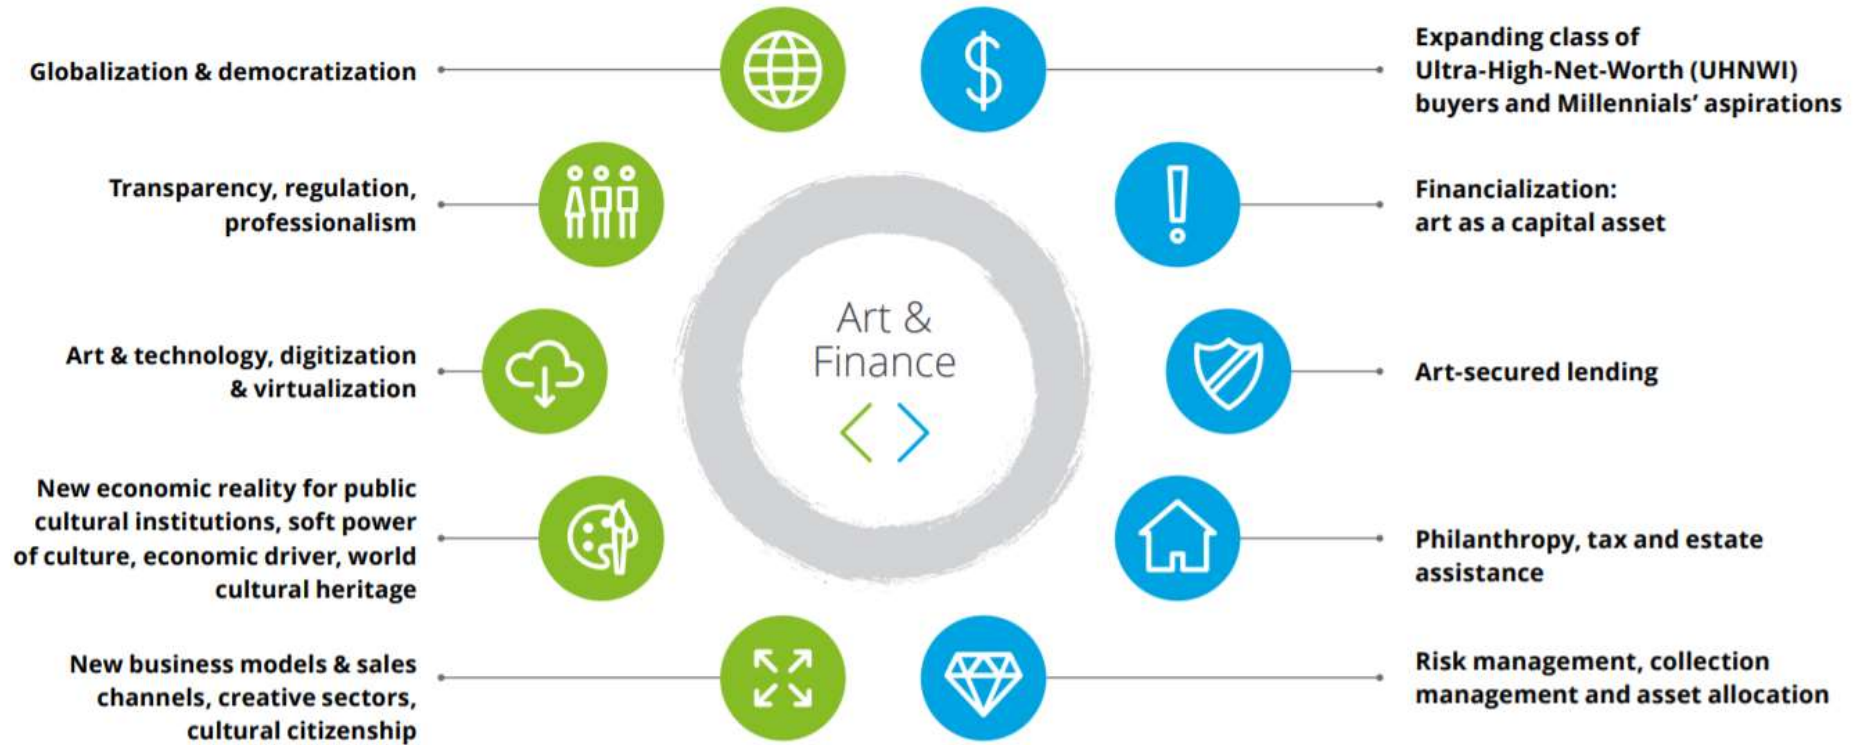 Globalization & democratization
Transparency, regulation,
professionalism
Art & technology, digitization
& virtualization
New economic reality for public
cultural institutions, soft power
of culture, economic driver, world
cultural heritage
New business models & sales
channels, creative sectors,
cultural citizenship
Art &
Finance
Expanding class of
Ultra-High-Net-Worth (UHNWI)
buyers and Millennials’ aspirations
Financialization:
art as a capital asset
Art-secured lending
Philanthropy, tax and estate
assistance
Risk management, collection
management and asset allocation